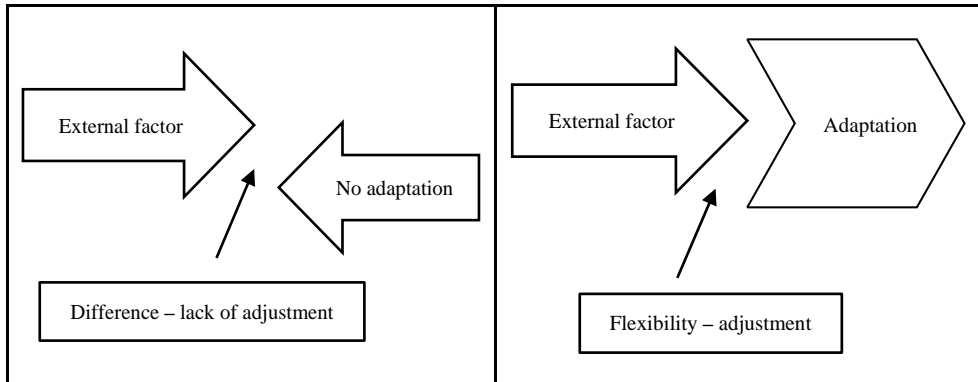 External factor
No adaptation
Difference – lack of adjustment
External factor
Adaptation
Flexibility – adjustment